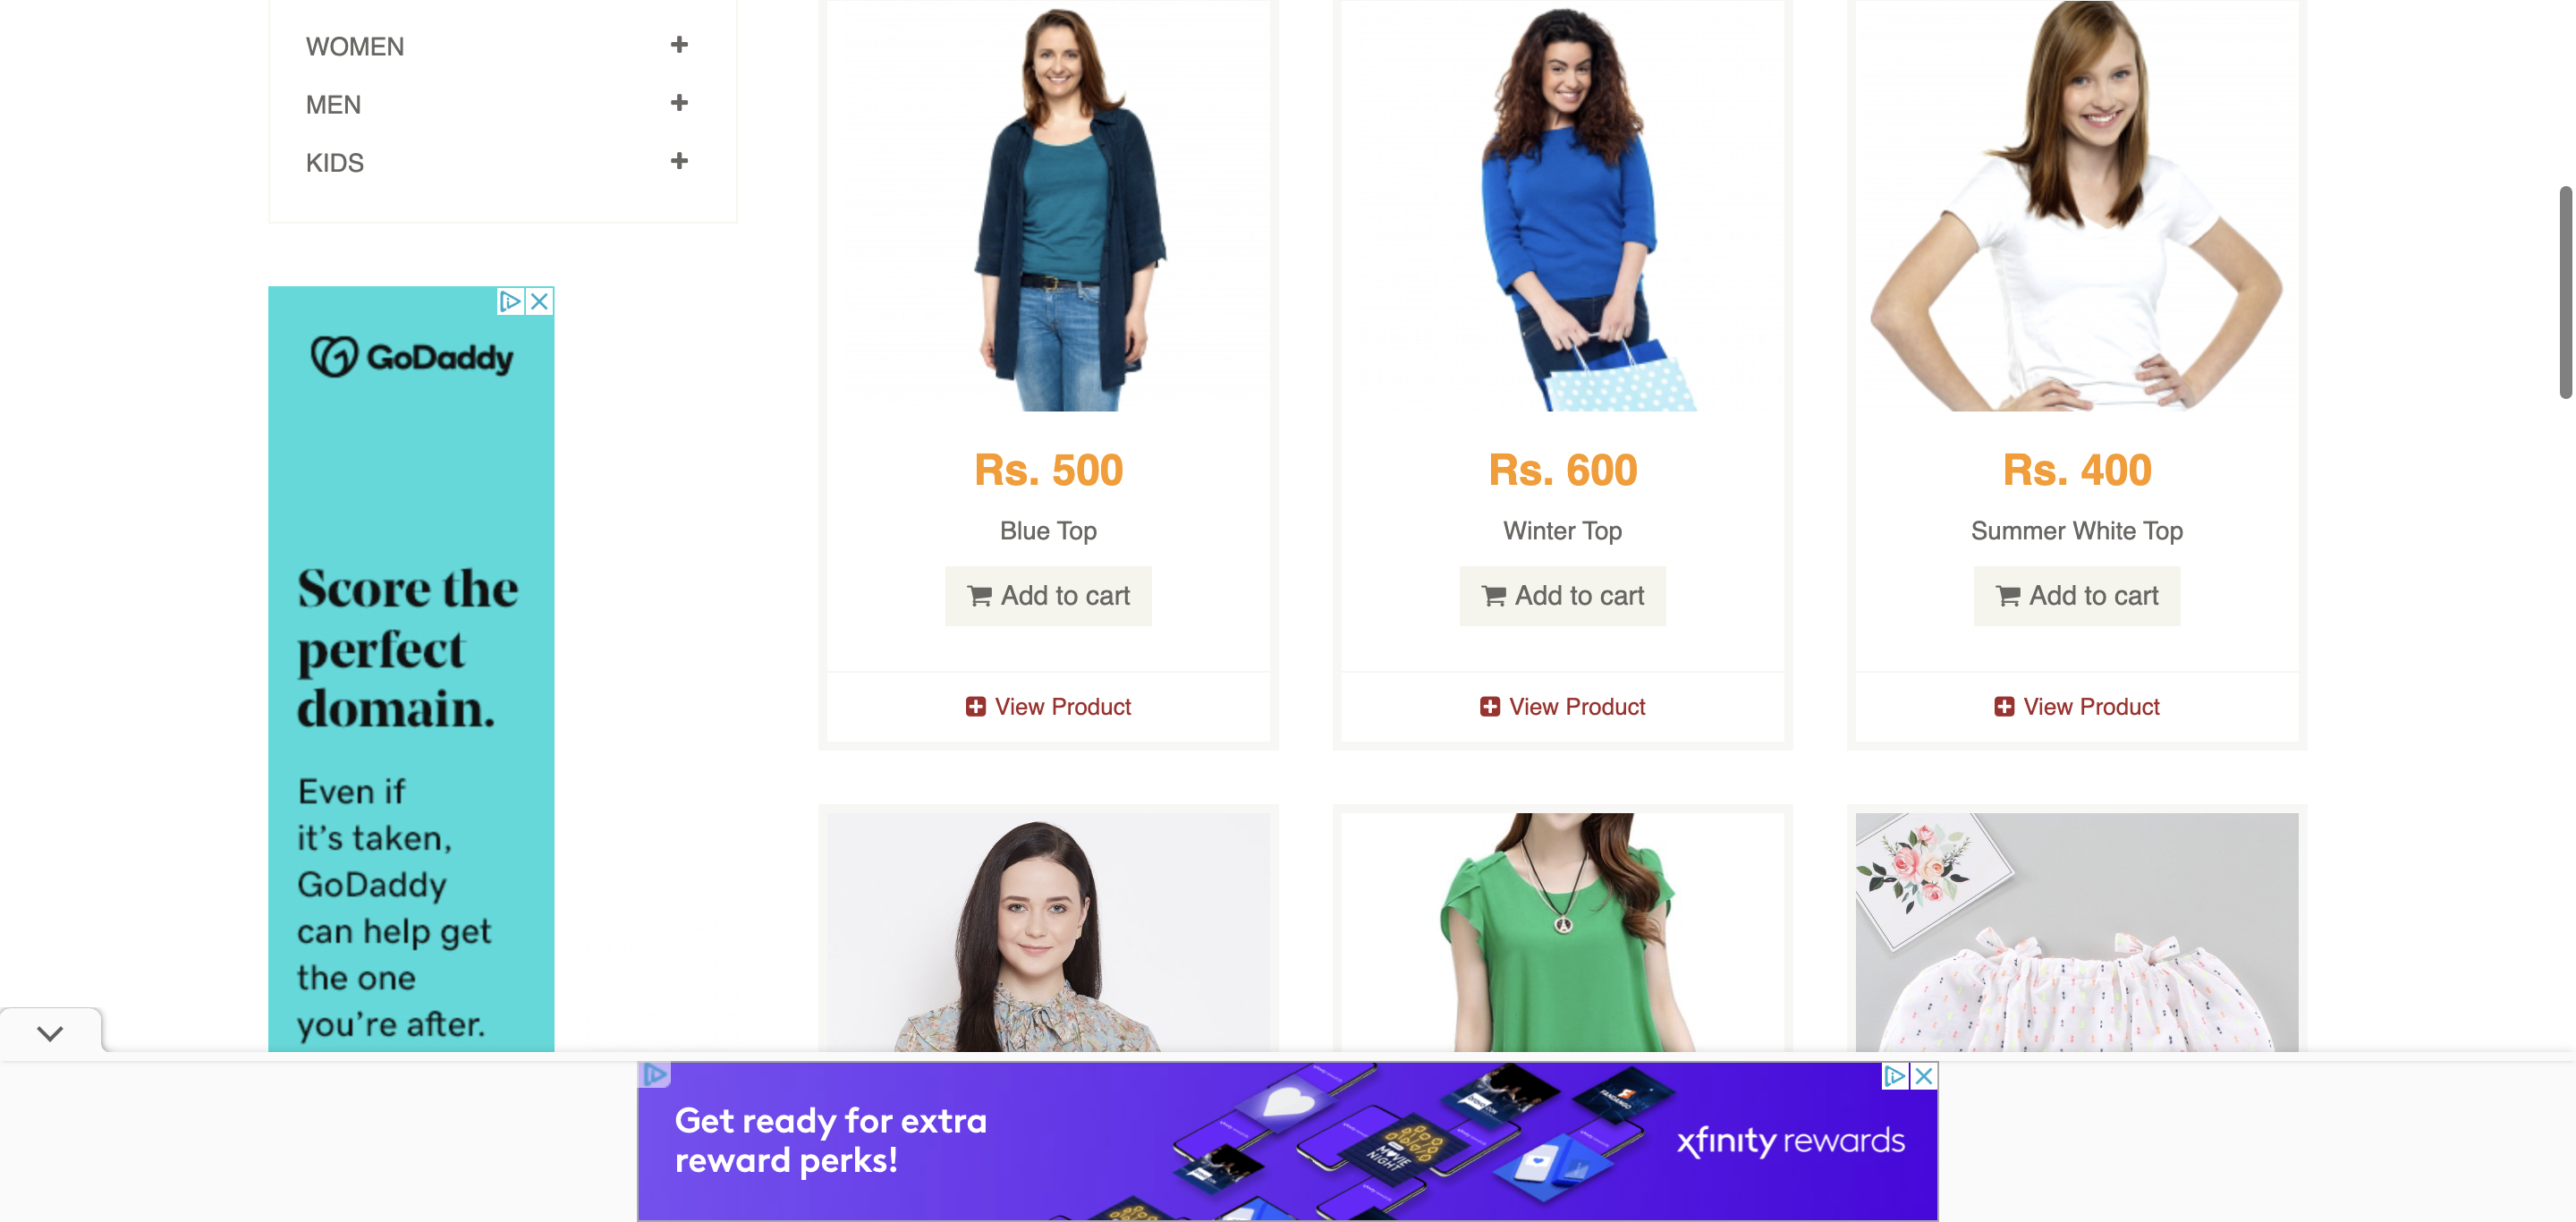 WOMEN
MEN
KIDS
GoDaddy
Score the
perfect
domain.
Even if
it's taken,
GoDaddy
can help get
the one
you're after.
Rs. 500
Blue Top
Add to cart
View Product
Rs. 600
Winter Top
Add to cart
View Product
Rs. 400
Summer White Top
Add to cart
View Product
Get ready for extra
reward perks!
FANDANGO
MOVIE
NIGHT
xfinity rewards